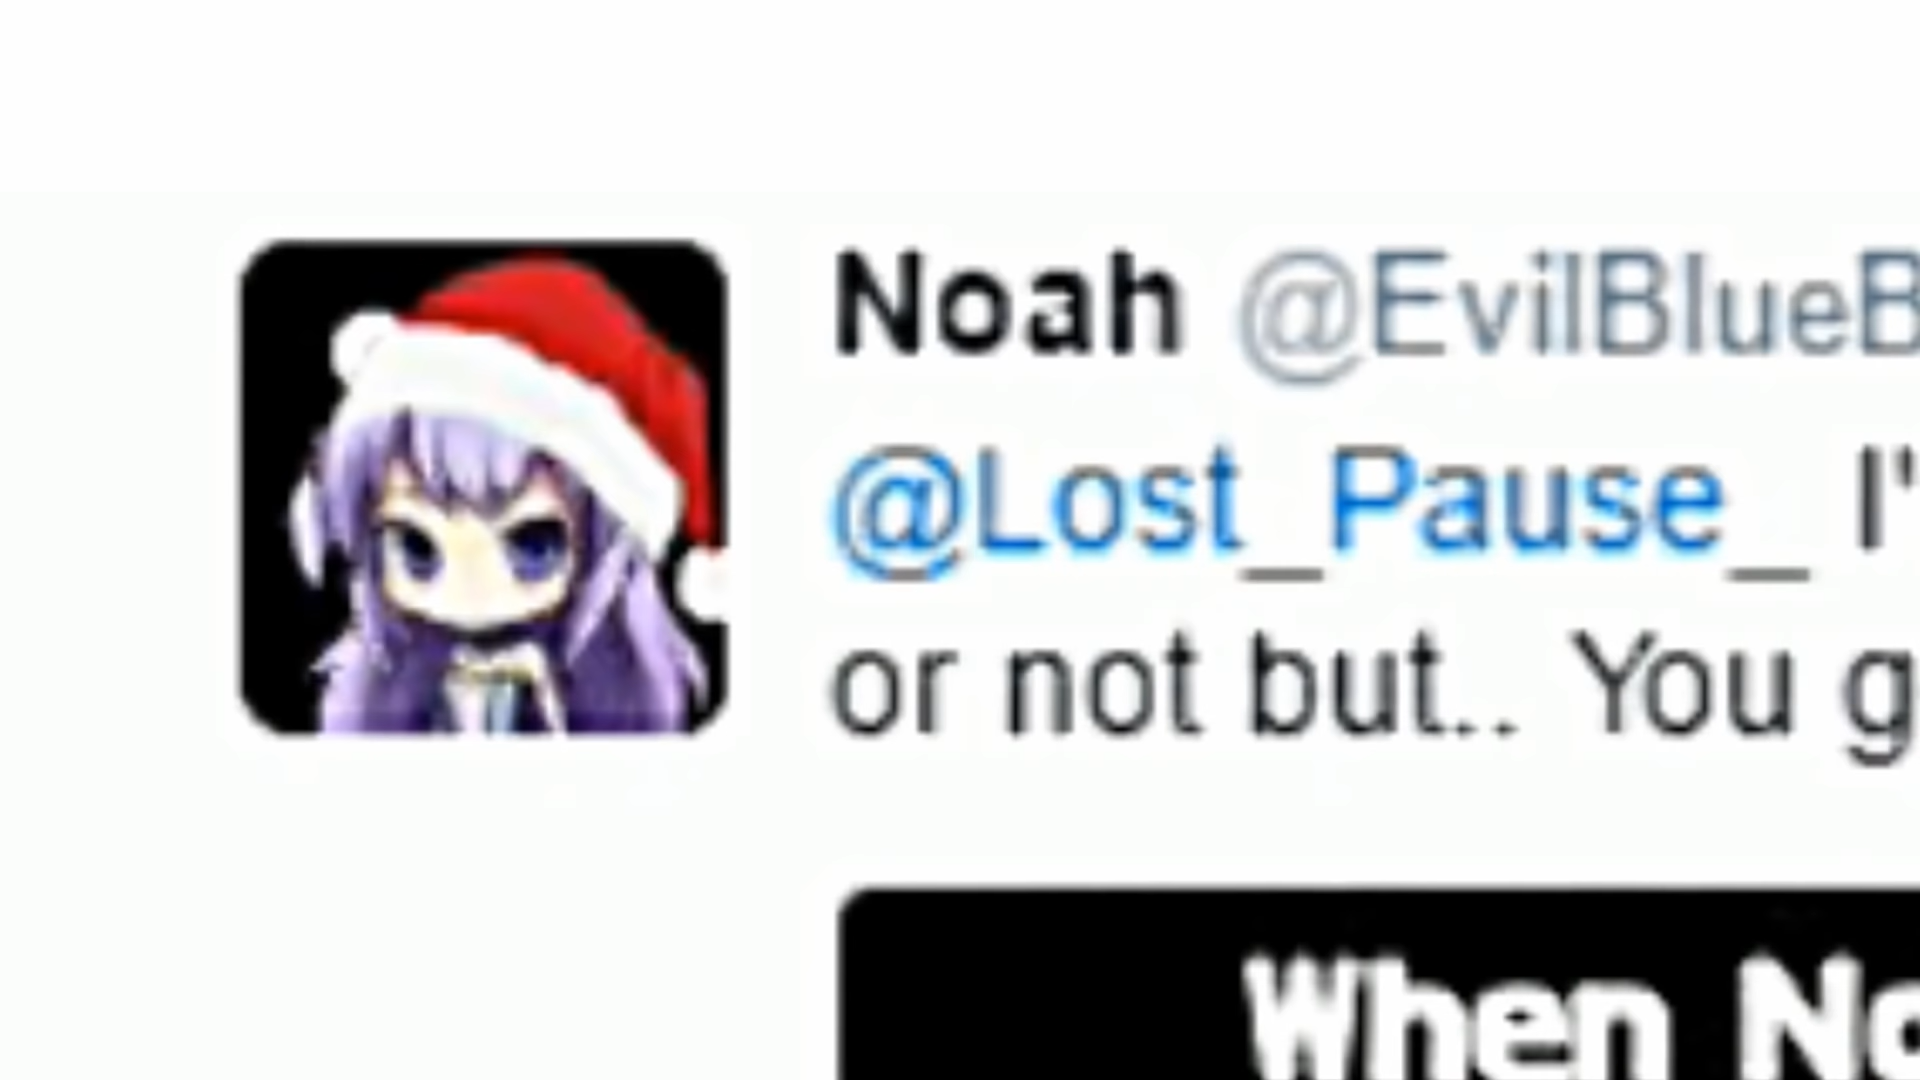 Noah @EvilBlueB
@Lost_Pause_ I'
or not but.. You g
When No